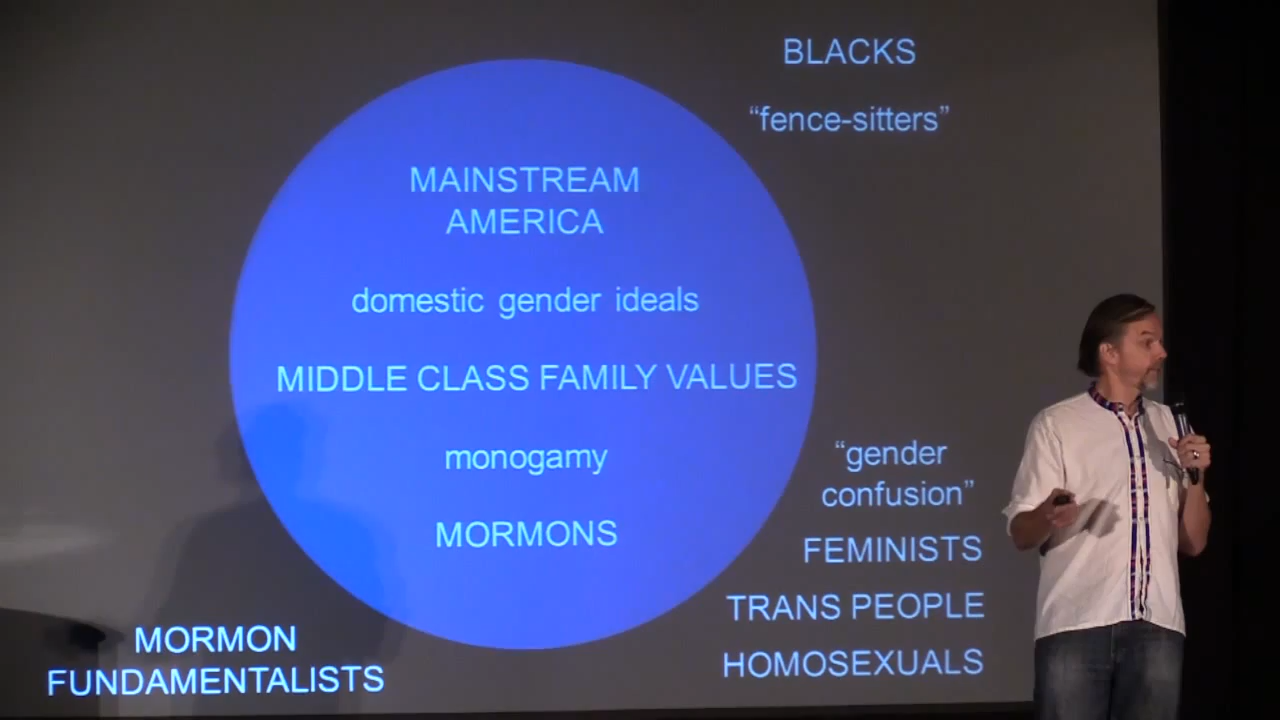 BLACKS
“fence-sitters”
MAINSTREAM
AMERICA
domestic gender ideals
MIDDLE CLASS FAMILY VALUES
monogamy
MORMONS
“gender
confusion”
FEMINISTS
TRANS PEOPLE
HOMOSEXUALS
MORMON
FUNDAMENTALISTS